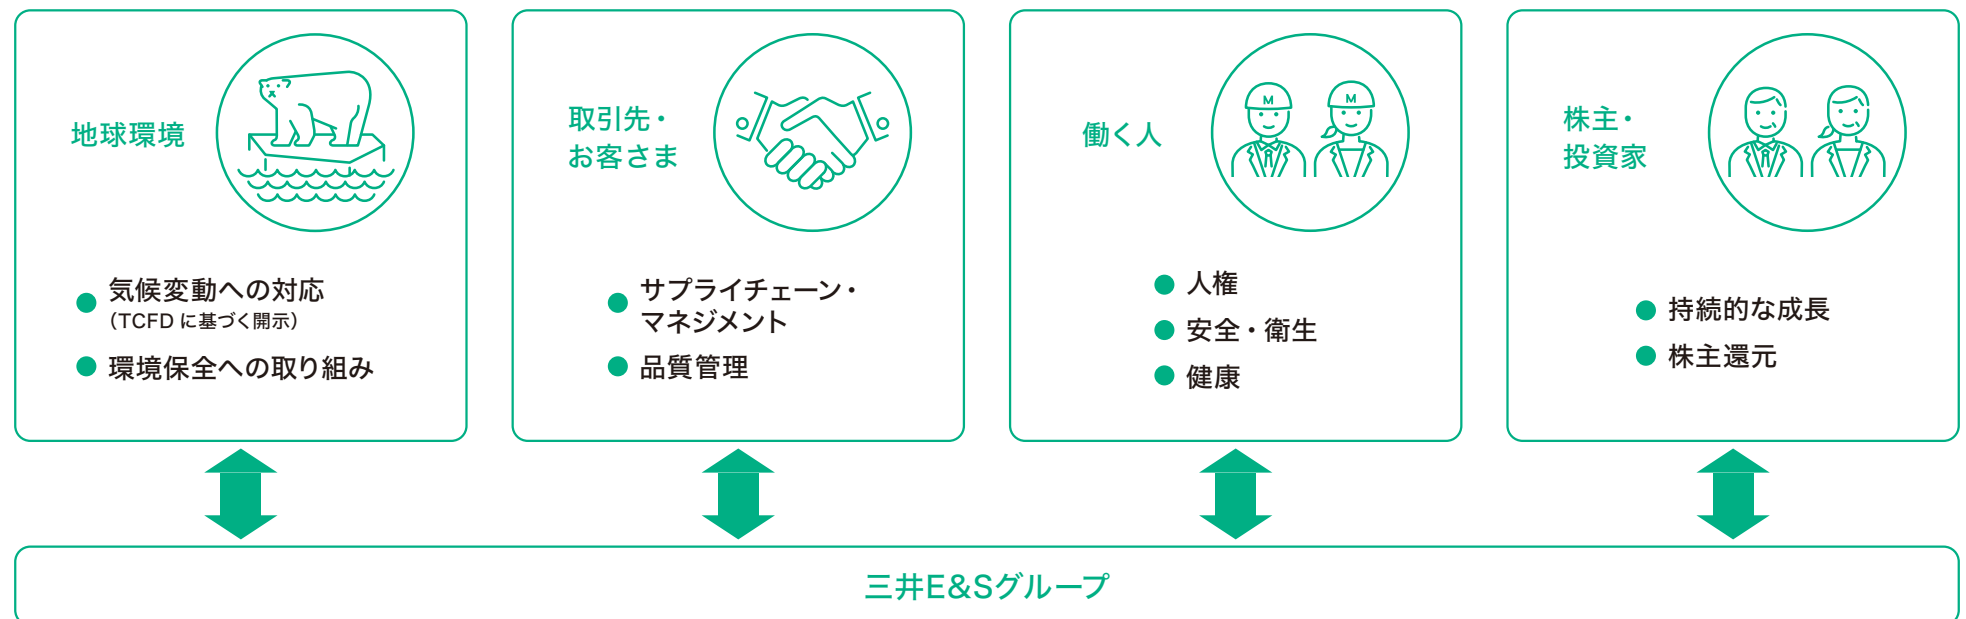 地球環境
気候変動への対応
（TCFD に基づく開示）
環境保全への取り組み
取引先・
お客さま
サプライチェーン・
マネジメント
品質管理
働く人
M
M
人権
安全・衛生
健康
株主・
投資家
持続的な成長
株主還元
三井E&Sグループ